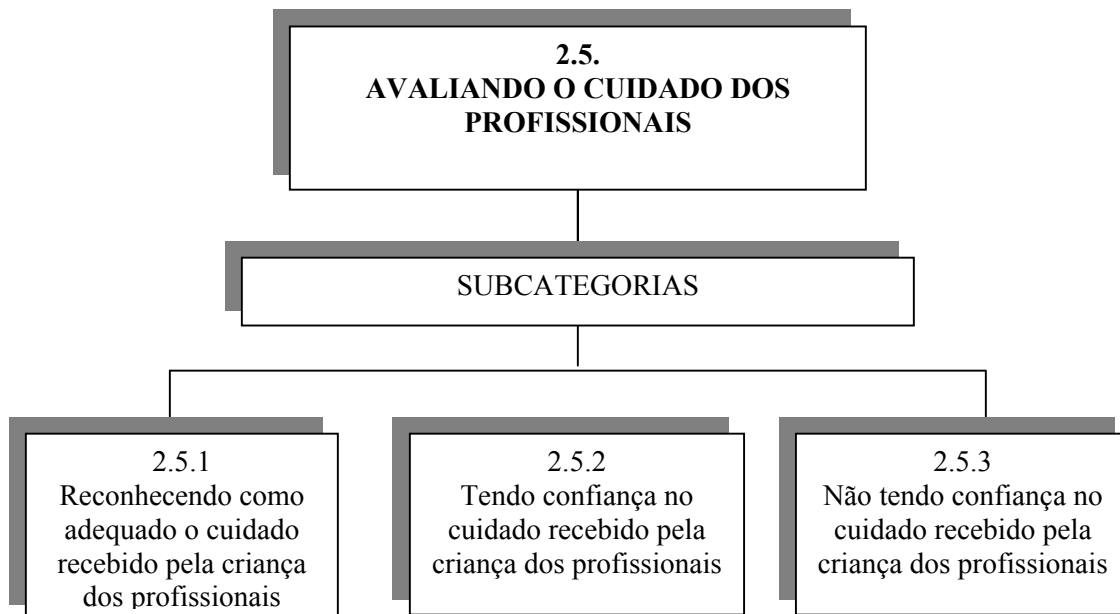 2.5.
AVALIANDO O CUIDADO DOS
PROFISSIONAIS
SUBCATEGORIAS
2.5.1
Reconhecendo como
adequado o cuidado
recebido pela criança
dos profissionais
2.5.2
Tendo confiança no
cuidado recebido pela
criança dos profissionais
2.5.3
Não tendo confiança no
cuidado recebido pela
criança dos profissionais